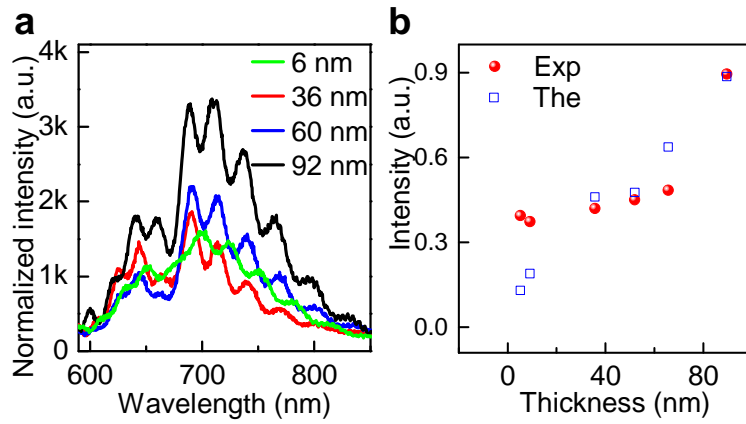 a
Normalized intensity (a.u.)
4k
3k
2k
1k
0
600
700
800
Wavelength (nm)
6 nm
36 nm
60 nm
92 nm
b
Intensity (a.u.)
0.9
0.6
0.3
0.0
0
40
80
Thickness (nm)
Exp
The